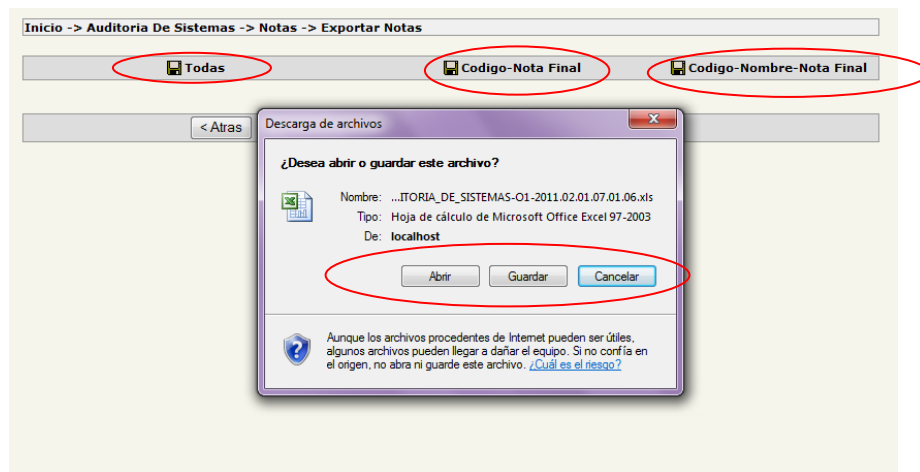 Inicio -> Auditoria De Sistemas -> Notas -> Exportar Notas
Todas Codigo-Nota Final Codigo-Nombre-Nota Final
< Atras
Descarga de archivos
¿Desea abrir o guardar este archivo?
Nombre: ...ITORIA_DE_SISTEMAS-O1-2011.02.01.07.01.06.xls
Tipo: Hoja de cálculo de Microsoft Office Excel 97-2003
De: localhost
Abrir Guardar Cancelar
Aunque los archivos procedentes de Internet pueden ser útiles,
algunos archivos pueden llegar a dañar el equipo. Si no confía en
el origen, no abra ni guarde este archivo. ¿Cuál es el riesgo?